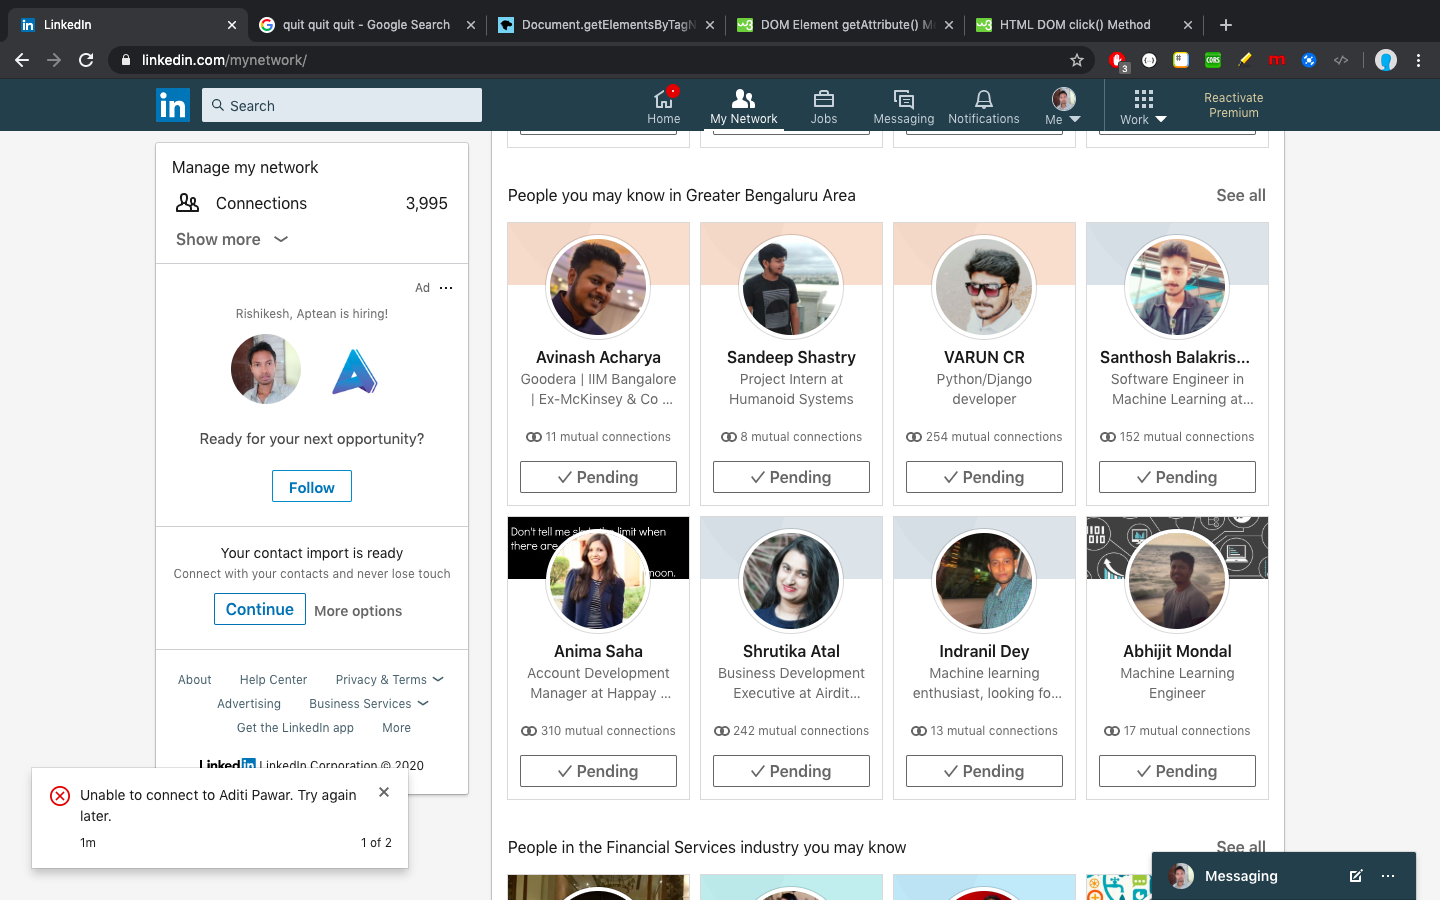 LinkedIn
quit quit quit - Google Search
Document.getElementsByTagN
DOM Element getAttribute() M
HTML DOM click() Method
linkedin.com/mynetwork/
3
CORS
m
in
Search
Home
My Network
Jobs
Messaging
Notifications
Me
Work
Reactivate
Premium
Manage my network
Connections
3,995
Show more
Ad
Rishikesh, Aptean is hiring!
Ready for your next opportunity?
Follow
Your contact import is ready
Connect with your contacts and never lose touch
Continue
More options
About
Help Center
Privacy & Terms
Advertising
Business Services
Get the LinkedIn app
More
LinkedIn LinkedIn Corporation © 2020
Unable to connect to Aditi Pawar. Try again
later.
1m
1 of 2
People you may know in Greater Bengaluru Area
See all
Avinash Acharya
Goodera | IIM Bangalore
| Ex-McKinsey & Co ...
11 mutual connections
Pending
Sandeep Shastry
Project Intern at
Humanoid Systems
8 mutual connections
Pending
VARUN CR
Python/Django
developer
254 mutual connections
Pending
Santhosh Balakris...
Software Engineer in
Machine Learning at...
152 mutual connections
Pending
Don't tell me limit when
there are
moon.
Anima Saha
Account Development
Manager at Happay ...
310 mutual connections
Pending
Shrutika Atal
Business Development
Executive at Airdit...
242 mutual connections
Pending
Indranil Dey
Machine learning
enthusiast, looking fo...
13 mutual connections
Pending
Abhijit Mondal
Machine Learning
Engineer
17 mutual connections
Pending
People in the Financial Services industry you may know
See all
Messaging